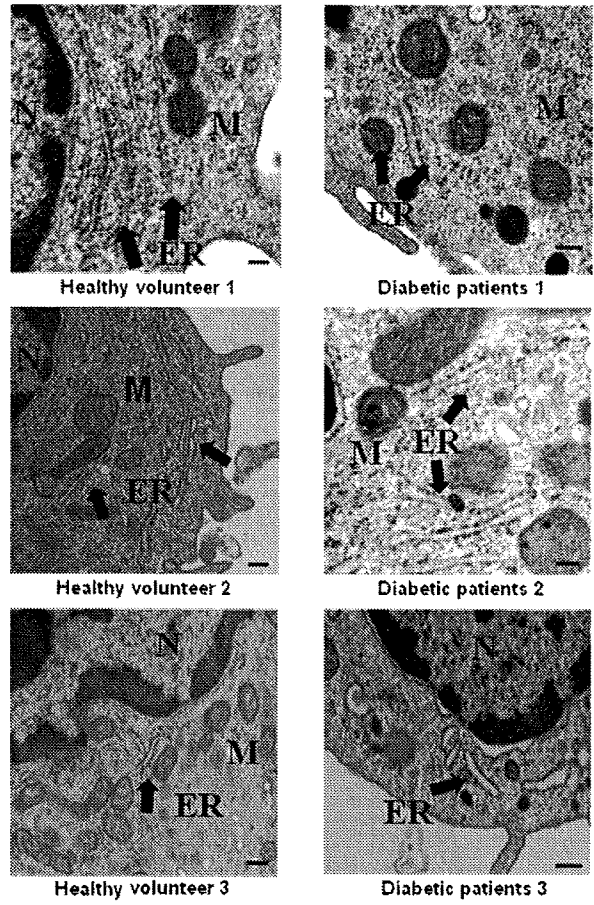 N
M
ER
Healthy volunteer 1
M
ER
Diabetic patients 1
N
M
ER
Healthy volunteer 2
ER
M
Diabetic patients 2
N
M
ER
Healthy volunteer 3
N
ER
Diabetic patients 3